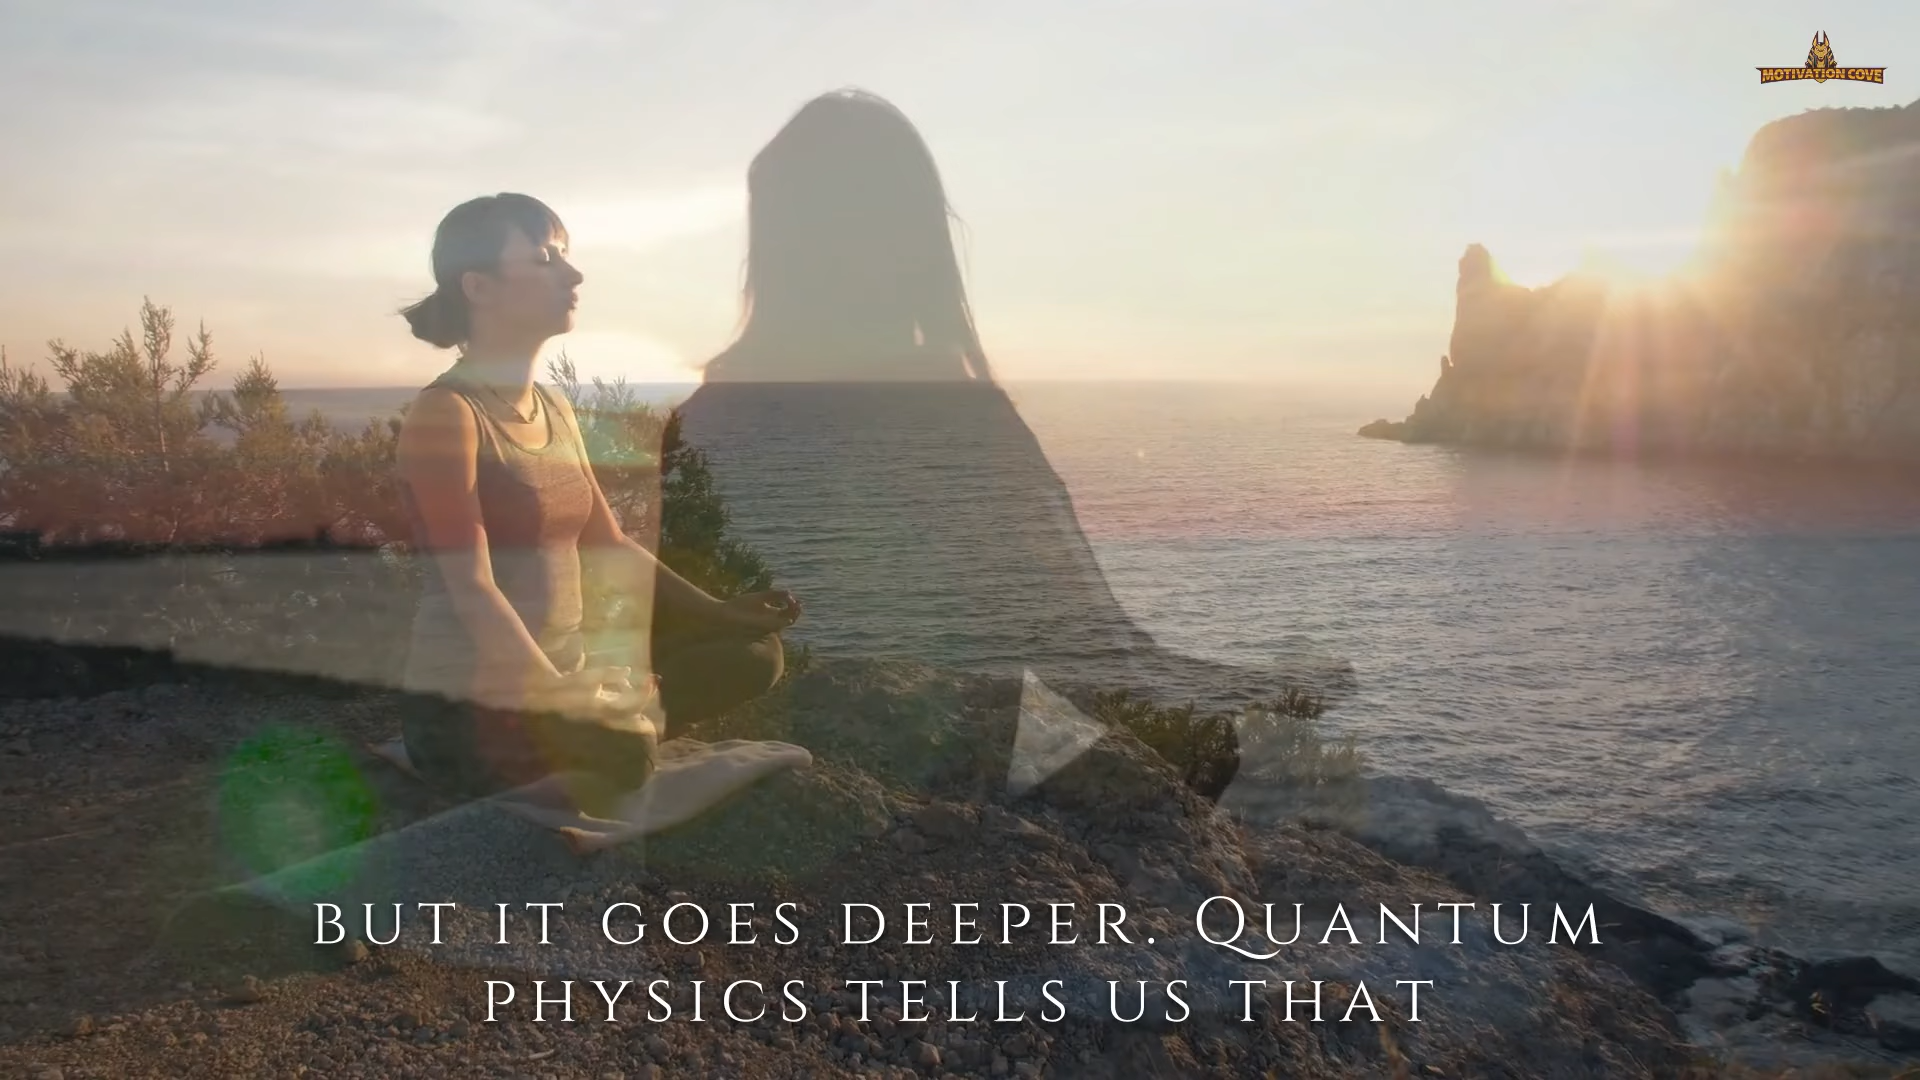 MOTIVATION COVE
BUT IT GOES DEEPER. QUANTUM
PHYSICS TELLS US THAT